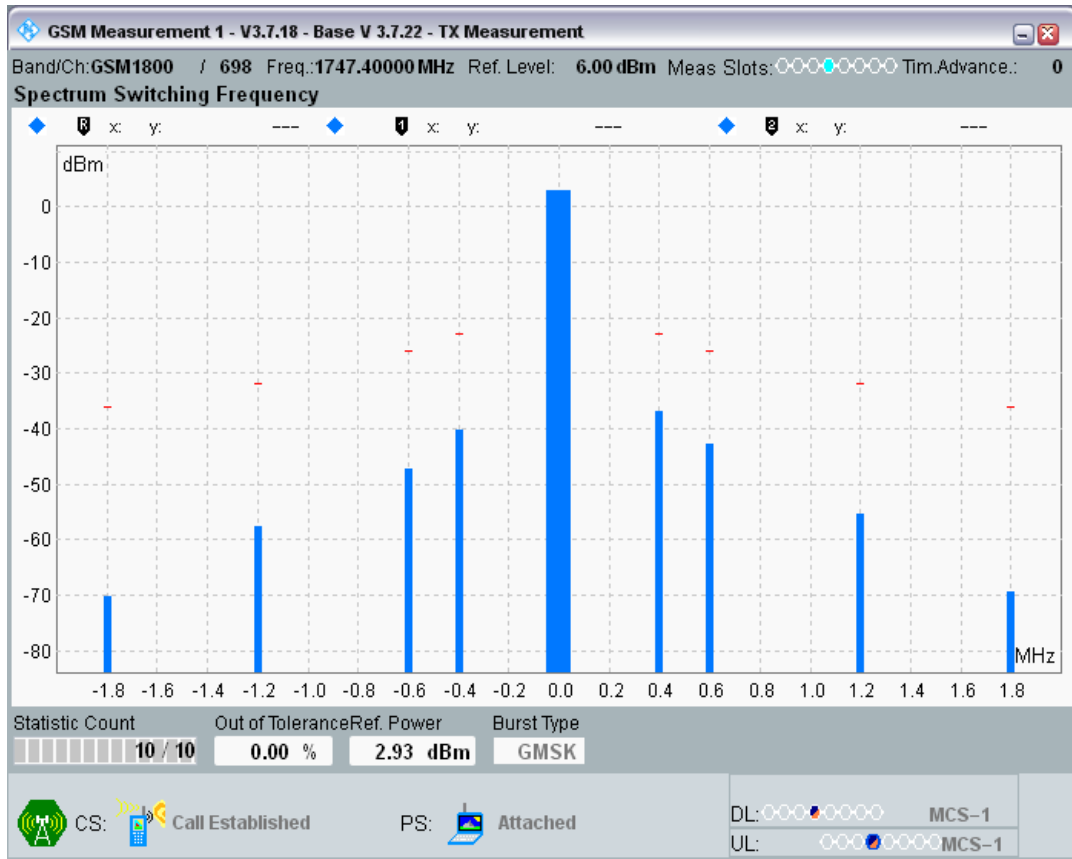 GSM Measurement 1 - V3.7.18 - Base V 3.7.22 - TX Measurement
Band/Ch:GSM1800 / 698 Freq.:1747.40000 MHz Ref. Level: 6.00 dBm Meas Slots: Tim.Advance.: 0
Spectrum Switching Frequency
R x: y: --- 1 x: y: --- 2 x: y: ---
dBm
0
-10
-20
-30
-40
-50
-60
-70
-80
MHz
-1.8 -1.6 -1.4 -1.2 -1.0 -0.8 -0.6 -0.4 -0.2 0.0 0.2 0.4 0.6 0.8 1.0 1.2 1.4 1.6 1.8
Statistic Count Out of Tolerance Ref. Power Burst Type
10 / 10 0.00 % 2.93 dBm GMSK
CS: Call Established PS: Attached
DL: MCS-1
UL: MCS-1